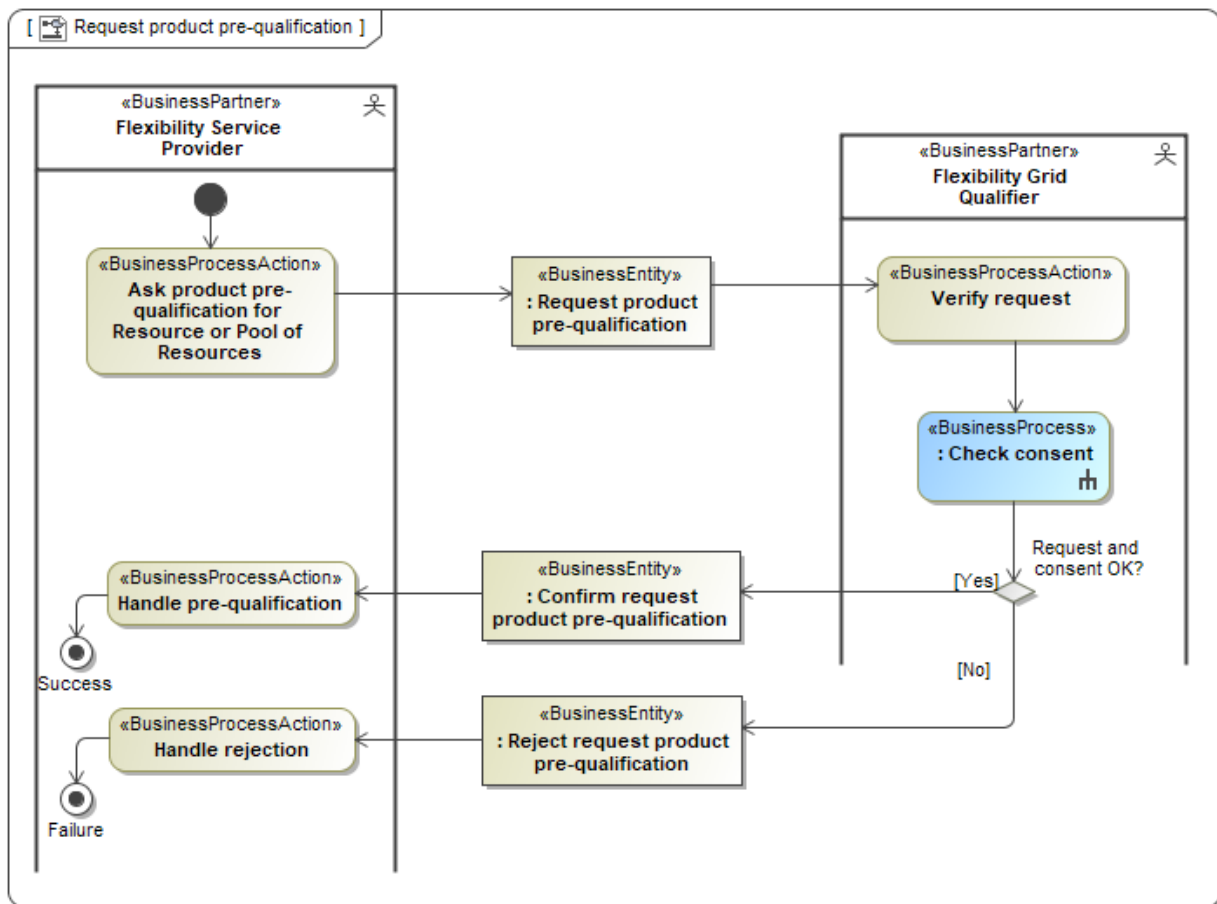 [ Request product pre-qualification ]
«BusinessPartner»
Flexibility Service
Provider
«BusinessPartner»
Flexibility Grid
Qualifier
«BusinessProcessAction»
Ask product pre-
qualification for
Resource or Pool of
Resources
«BusinessEntity»
: Request product
pre-qualification
«BusinessProcessAction»
Verify request
«BusinessProcess»
: Check consent
Request and
consent OK?
[Yes]
«BusinessEntity»
: Confirm request
product pre-qualification
«BusinessProcessAction»
Handle pre-qualification
Success
[No]
«BusinessEntity»
: Reject request product
pre-qualification
«BusinessProcessAction»
Handle rejection
Failure